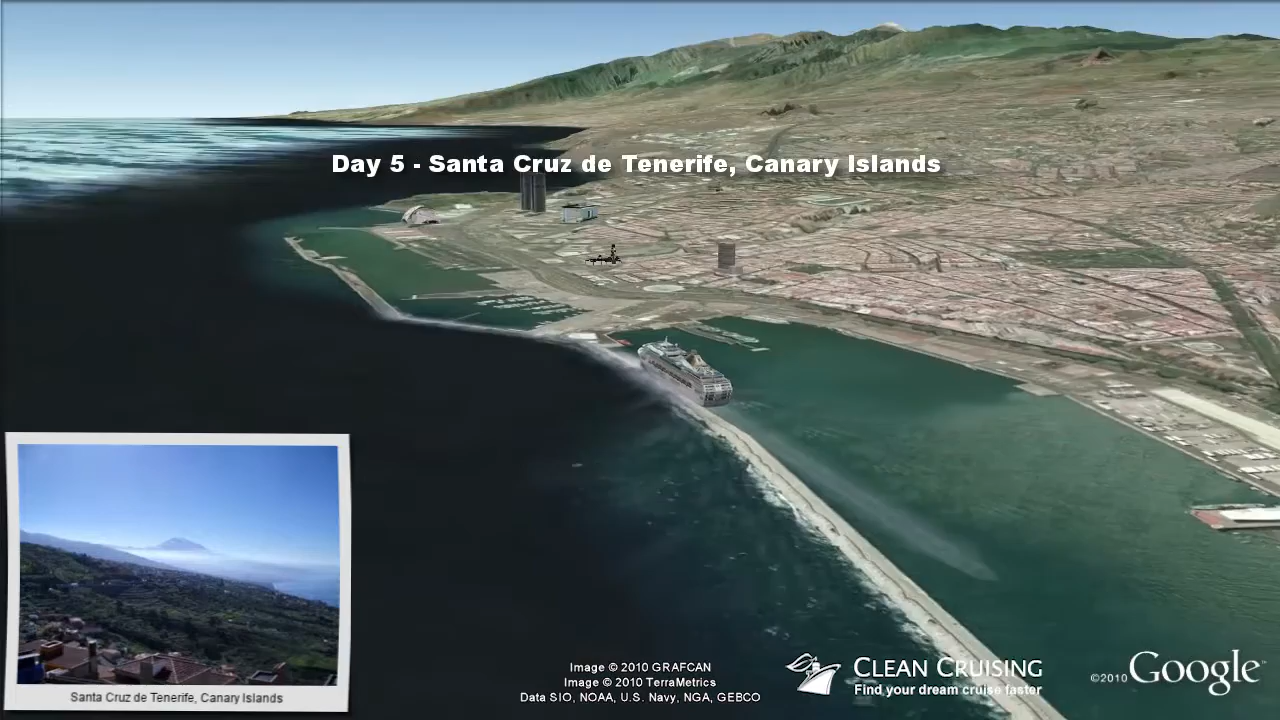 Day 5 - Santa Cruz de Tenerife, Canary Islands
Santa Cruz de Tenerife, Canary Islands
Image © 2010 GRAFCAN
Image © 2010 TerraMetrics
Data SIO, NOAA, U.S. Navy, NGA, GEBCO
CLEAN CRUISING
Find your dream cruise faster
©2010 Google™